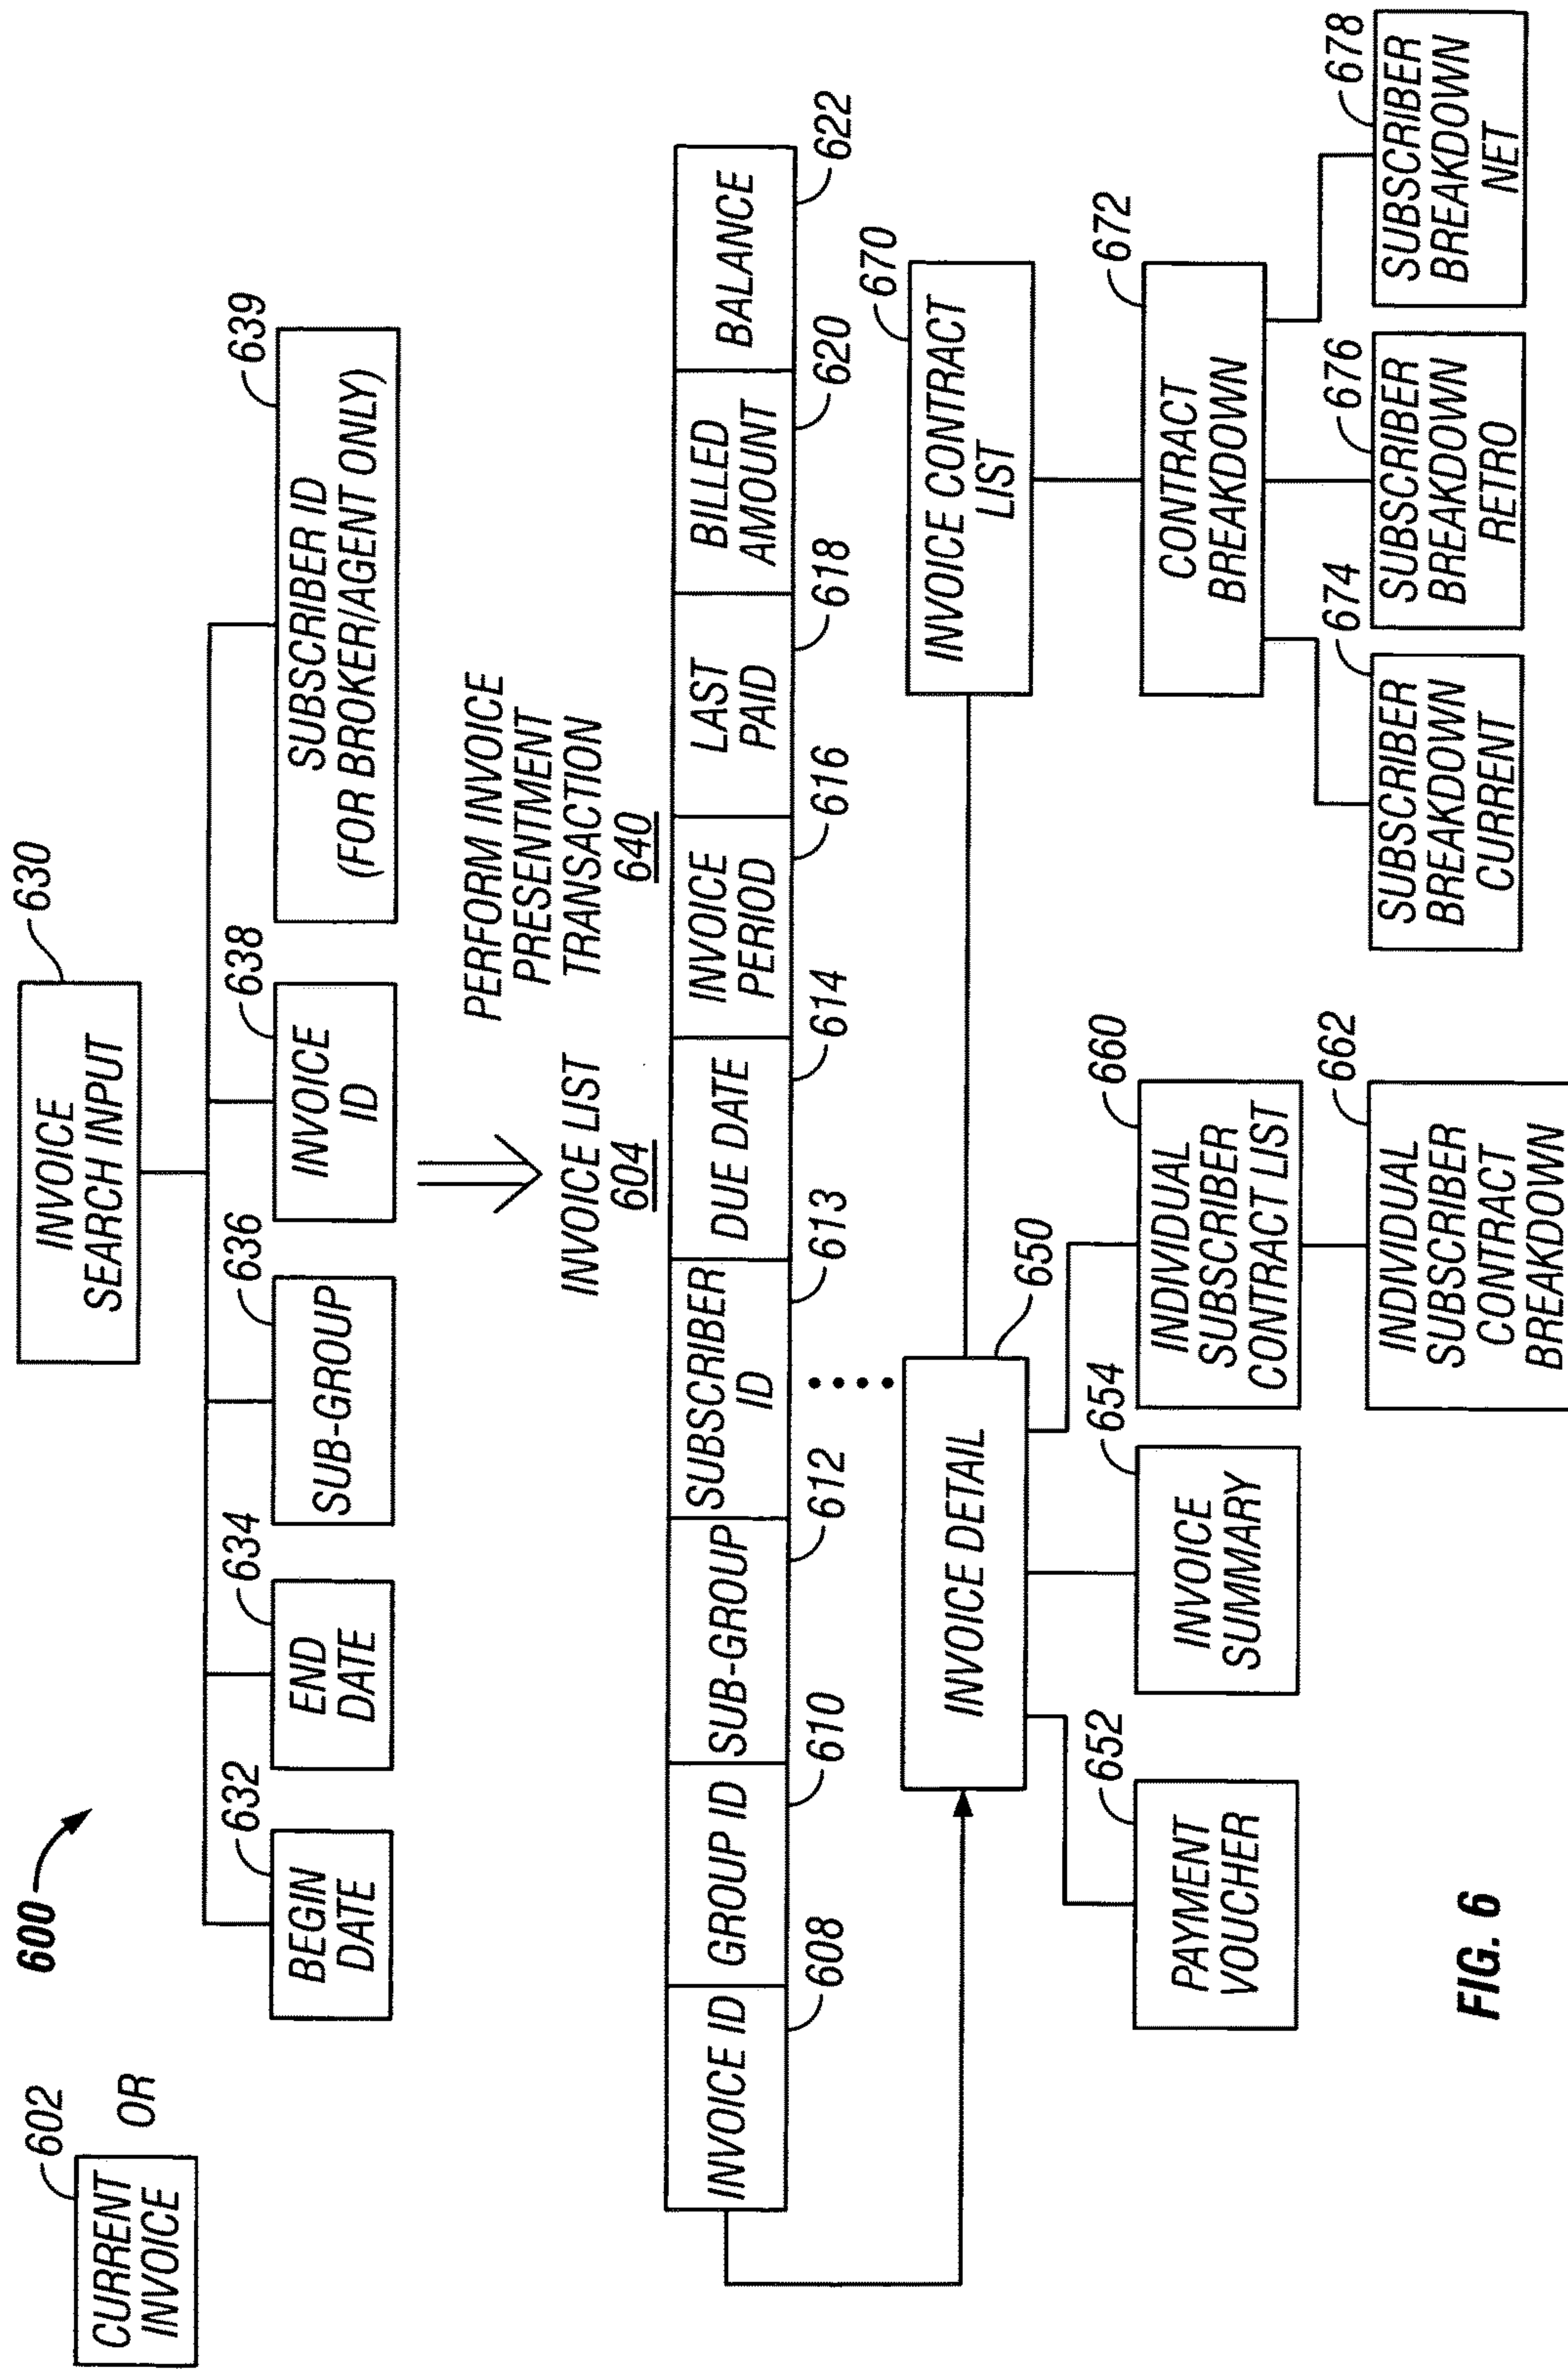 600
602
CURRENT
INVOICE
OR
630
INVOICE
SEARCH INPUT
632
BEGIN
DATE
634
END
DATE
636
SUB-GROUP
638
INVOICE
ID
639
SUBSCRIBER ID
(FOR BROKER/AGENT ONLY)
INVOICE LIST
604
PERFORM INVOICE
PRESENTMENT
TRANSACTION
640
INVOICE ID
608
GROUP ID
610
SUB-GROUP
612
SUBSCRIBER
ID
613
DUE DATE
614
INVOICE
PERIOD
616
LAST
PAID
618
BILLED
AMOUNT
620
BALANCE
622
INVOICE DETAIL
650
INVOICE CONTRACT
LIST
670
652
PAYMENT
VOUCHER
654
INVOICE
SUMMARY
660
INDIVIDUAL
SUBSCRIBER
CONTRACT LIST
662
INDIVIDUAL
SUBSCRIBER
CONTRACT
BREAKDOWN
672
CONTRACT
BREAKDOWN
674
SUBSCRIBER
BREAKDOWN
CURRENT
676
SUBSCRIBER
BREAKDOWN
RETRO
678
SUBSCRIBER
BREAKDOWN
NET
FIG. 6